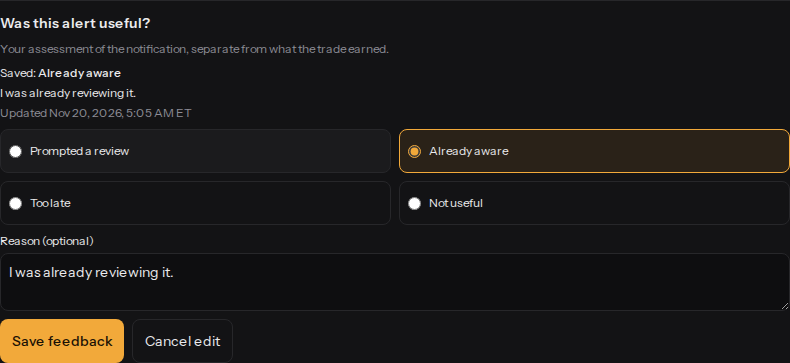 Was this alert useful?
Your assessment of the notification, separate from what the trade earned.
Saved: Already aware
I was already reviewing it.
Updated Nov 20, 2026, 5:05 AM ET
Prompted a review
Already aware
Too late
Not useful
Reason (optional)
I was already reviewing it.
Save feedback
Cancel edit